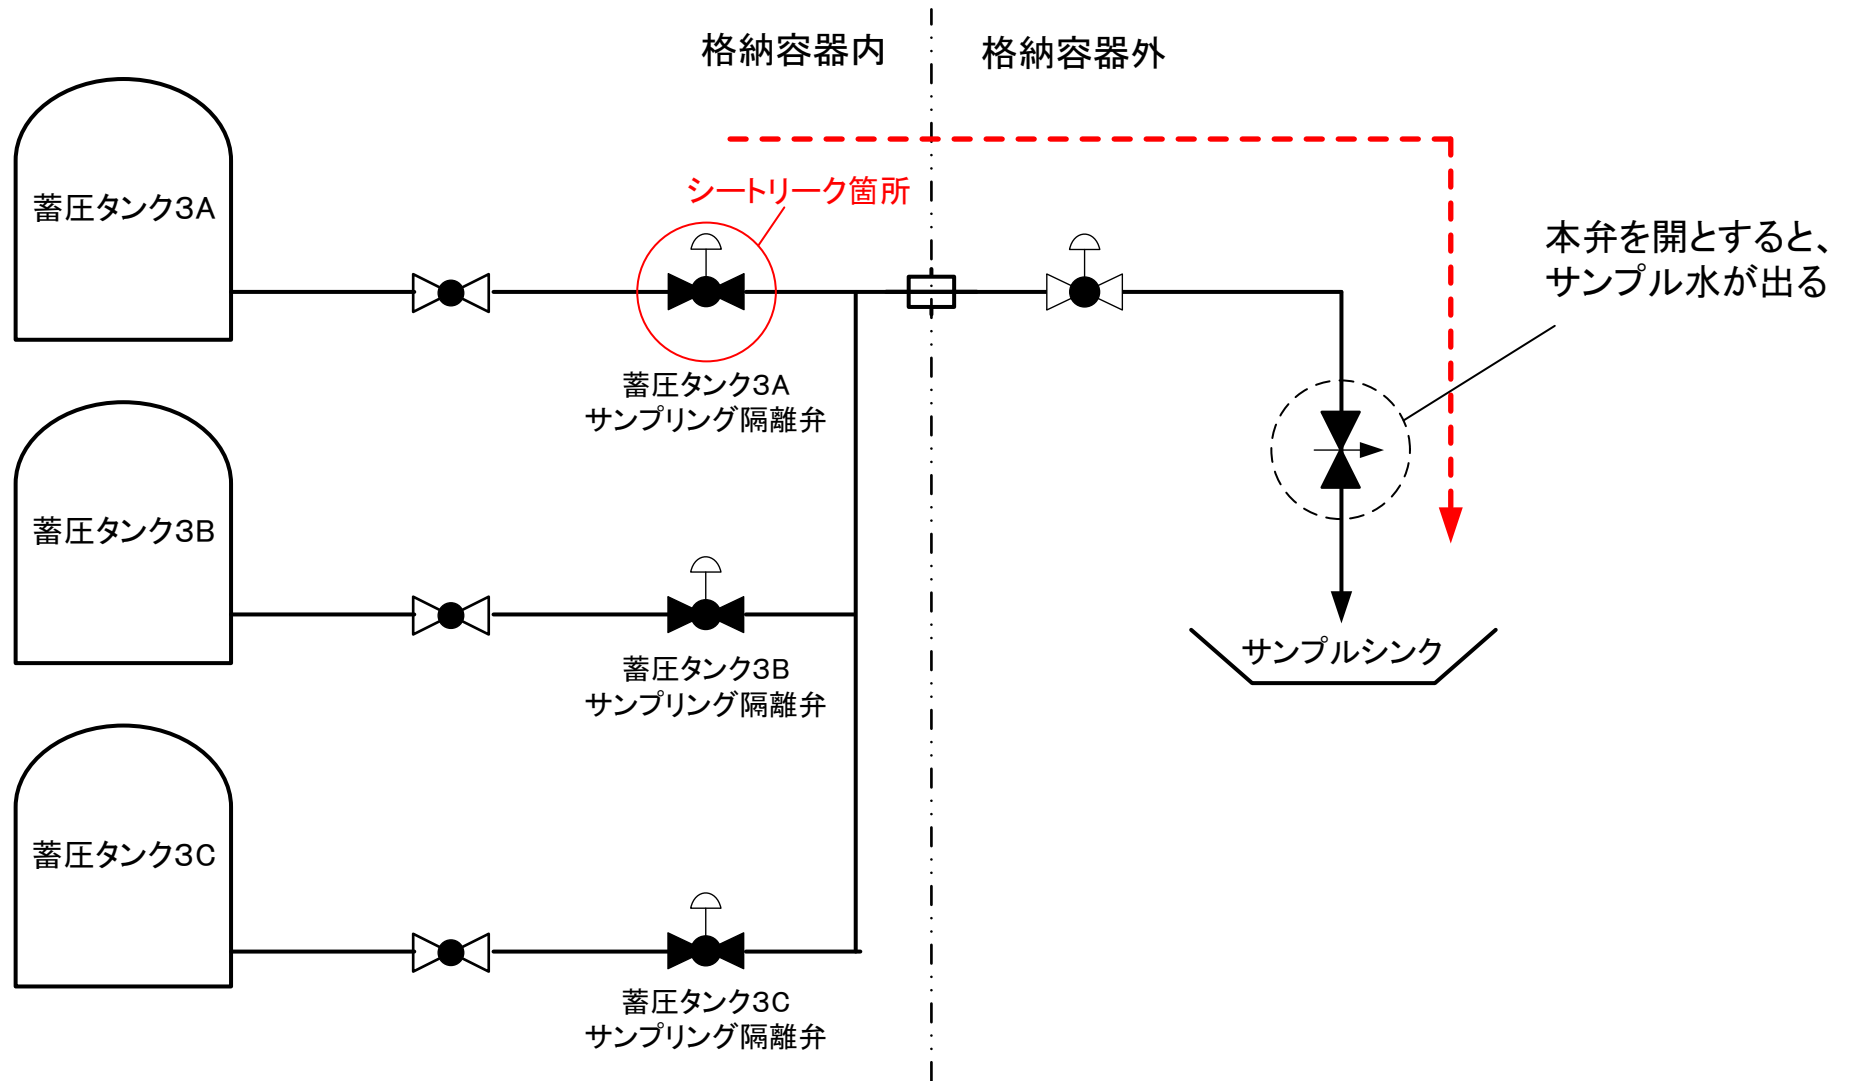 格納容器内
格納容器外
蓄圧タンク3A
シートリーク箇所
本弁を開とすると、
サンプル水が出る
蓄圧タンク3A
サンプリング隔離弁
蓄圧タンク3B
サンプルシンク
蓄圧タンク3B
サンプリング隔離弁
蓄圧タンク3C
蓄圧タンク3C
サンプリング隔離弁